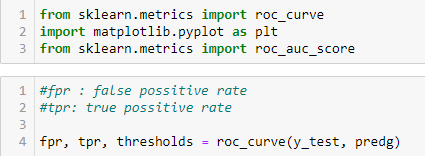 1 from sklearn.metrics import roc_curve
2 import matplotlib.pyplot as plt
3 from sklearn.metrics import roc_auc_score
1 #fpr : false possitive rate
2 #tpr: true possitive rate
3
4 fpr, tpr, thresholds = roc_curve(y_test, predg)